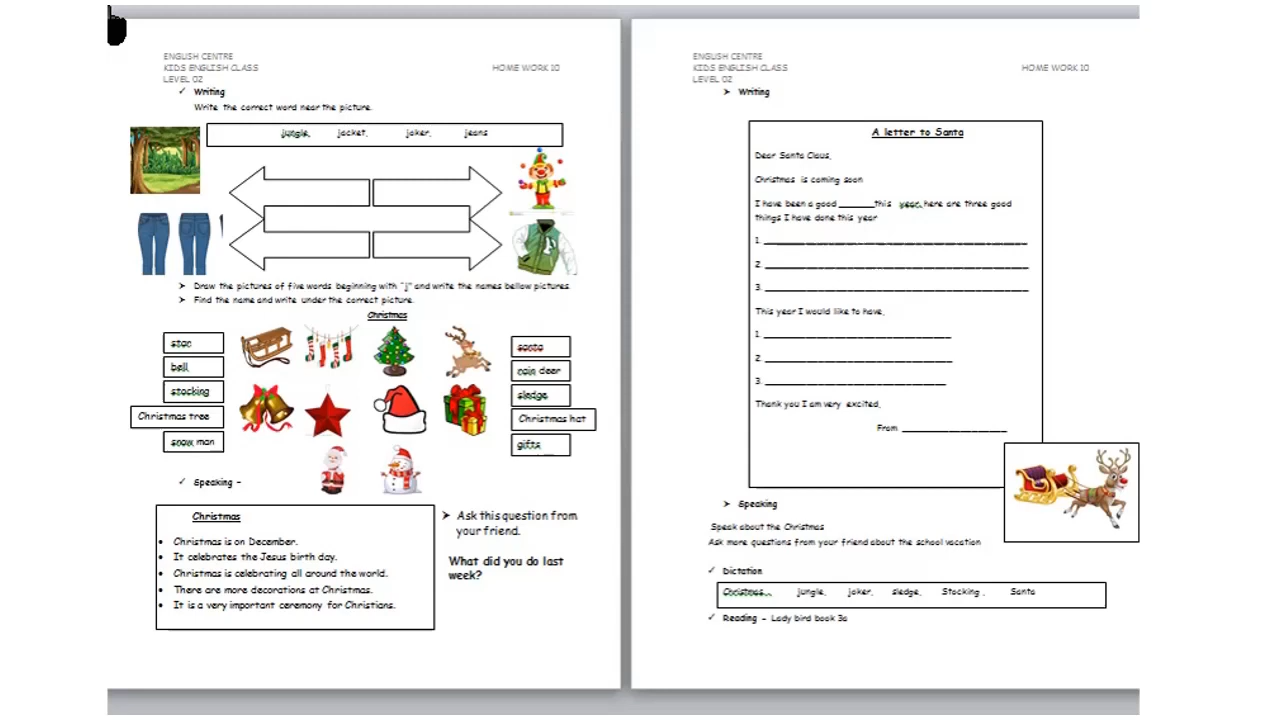 ENGLISH CENTRE
KIDS ENGLISH CLASS
HOME WORK 10
LEVEL 02
✓ Writing
Write the correct word near the picture.
jungle, jacket, joker, jeans
➤ Draw the pictures of five words beginning with "j" and write the names bellow pictures.
➤ Find the name and write under the correct picture.
Christmas
star
bell
stocking
Christmas tree
snow man
santa
rain deer
sledge
Christmas hat
gifts
✓ Speaking –
Christmas
• Christmas is on December.
• It celebrates the Jesus birth day.
• Christmas is celebrating all around the world.
• There are more decorations at Christmas.
• It is a very important ceremony for Christians.
➤ Ask this question from
your friend.
What did you do last
week?
ENGLISH CENTRE
KIDS ENGLISH CLASS
HOME WORK 10
LEVEL 02
➤ Writing
A letter to Santa
Dear Santa Claus,
Christmas is coming soon
I have been a good ______this year, here are three good
things I have done this year
1. ____________________
2. ____________________
3. ____________________
This year I would like to have,
1. ____________________
2. ____________________
3. ____________________
Thank you I am very excited,
From ____________________
➤ Speaking
Speak about the Christmas
Ask more questions from your friend about the school vacation
✓ Dictation
Christmas, jungle, joker, sledge, Stocking , Santa
✓ Reading – Lady bird book 3a